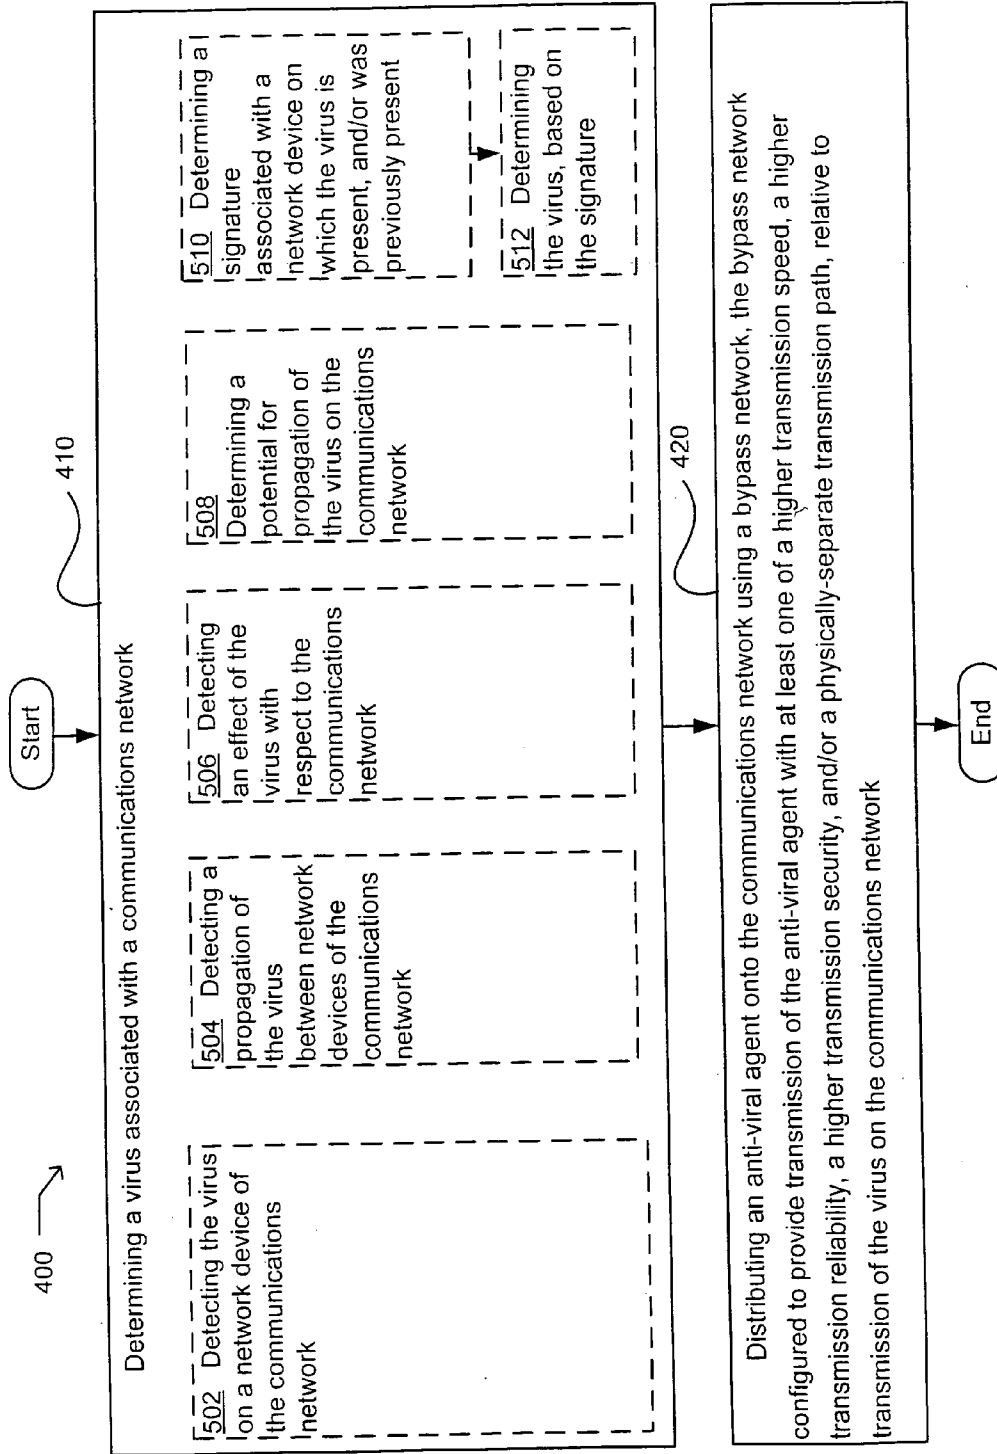 400
Start
410
Determining a virus associated with a communications network
502 Detecting the virus
on a network device of
the communications
network
504 Detecting a
propagation of
the virus
between network
devices of the
communications
network
506 Detecting
an effect of the
virus with
respect to the
communications
network
508
Determining a
potential for
propagation of
the virus on the
communications
network
510 Determining a
signature
associated with a
network device on
which the virus is
present, and/or was
previously present
512 Determining
the virus, based on
the signature
420
Distributing an anti-viral agent onto the communications network using a bypass network, the bypass network
configured to provide transmission of the anti-viral agent with at least one of a higher transmission speed, a higher
transmission reliability, a higher transmission security, and/or a physically-separate transmission path, relative to
transmission of the virus on the communications network
End